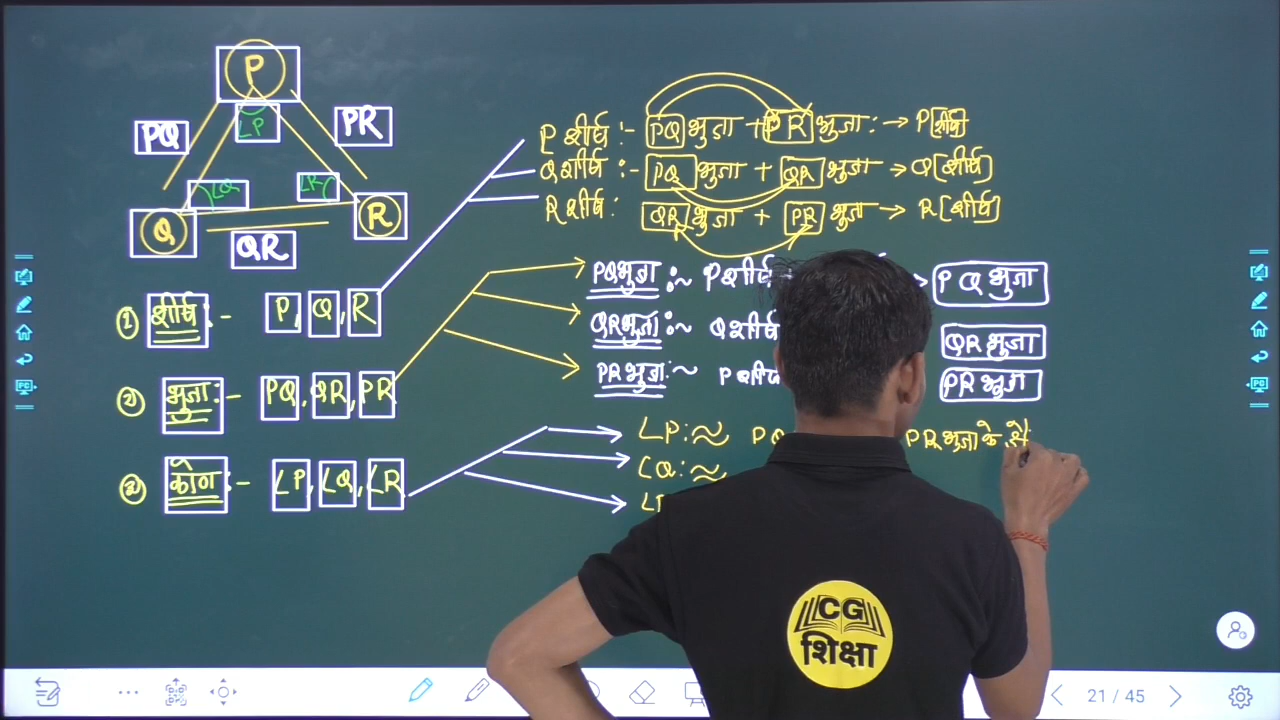 P
PQ
∠P
PR
∠Q
∠R
Q
QR
R
P शीर्ष :- PQ भुजा + PR भुजा :→ P[शीर्ष]
Q शीर्ष :- PQ भुजा + QR भुजा → Q[शीर्ष]
R शीर्ष : QR भुजा + PR भुजा → R[शीर्ष]
① शीर्ष :- P, Q, R
PQ भुजा :~ P शीर्ष PQ भुजा
QR भुजा :~ Q शीर्ष QR भुजा
PR भुजा :~ P शीर्ष PR भुजा
② भुजा :- PQ, QR, PR
कोण :- ∠P, ∠Q, ∠R
∠P :≈ PQ PR भुजा के
∠Q :≈
CG
शिक्षा
21 / 45